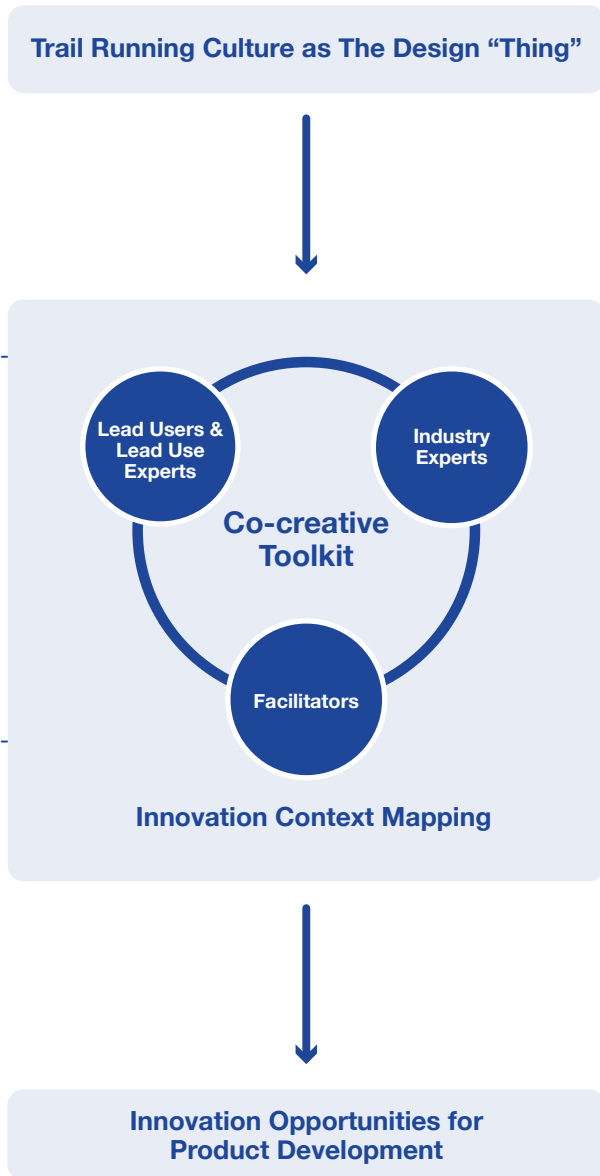 Trail Running Culture as The Design “Thing”
Lead Users &
Lead Use
Experts
Industry
Experts
Co-creative
Toolkit
Facilitators
Innovation Context Mapping
Innovation Opportunities for
Product Development